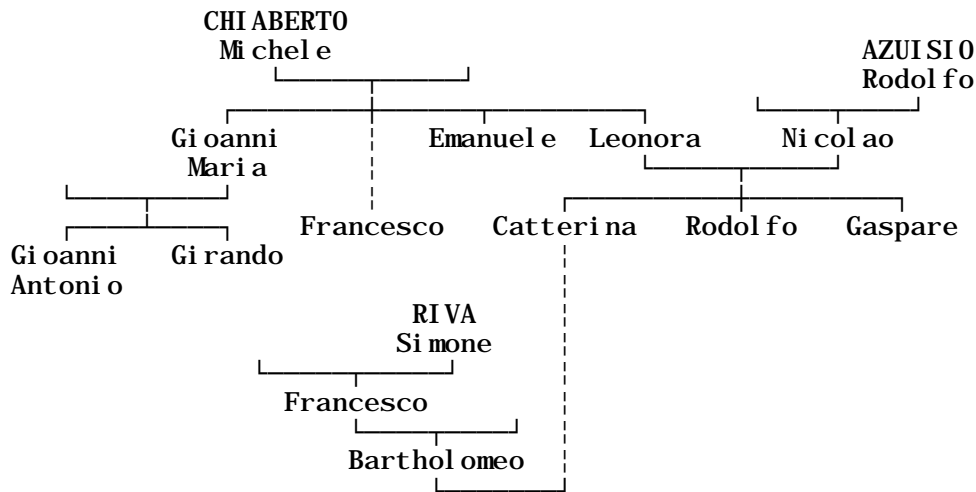 CHIABERTO
Michele
AZUISIO
Rodolfo
Gioanni Maria
Emanuele
Leonora
Nicolao
Francesco
Catterina
Rodolfo
Gaspare
Gioanni Antonio
Girando
RIVA
Simone
Francesco
Bartholomeo